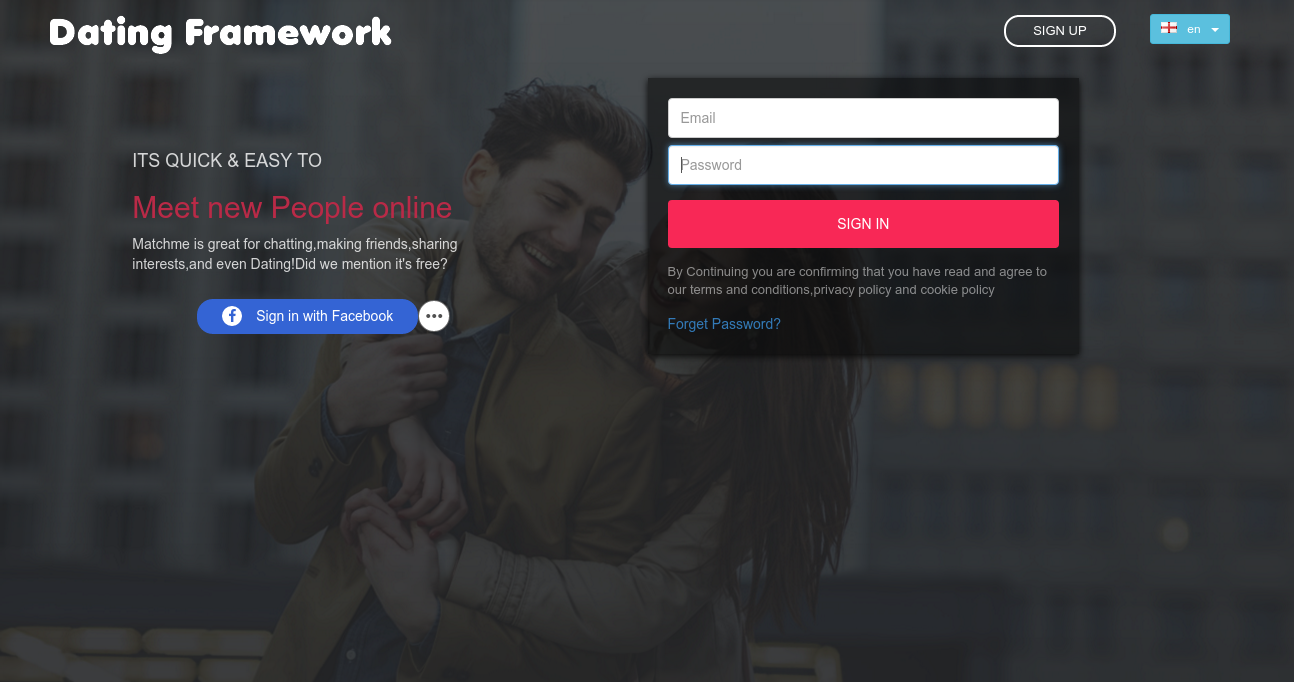 Dating Framework
SIGN UP
en
Email
Password
SIGN IN
By Continuing you are confirming that you have read and agree to
our terms and conditions,privacy policy and cookie policy
Forget Password?
ITS QUICK & EASY TO
Meet new People online
Matchme is great for chatting,making friends,sharing
interests,and even Dating!Did we mention it's free?
Sign in with Facebook